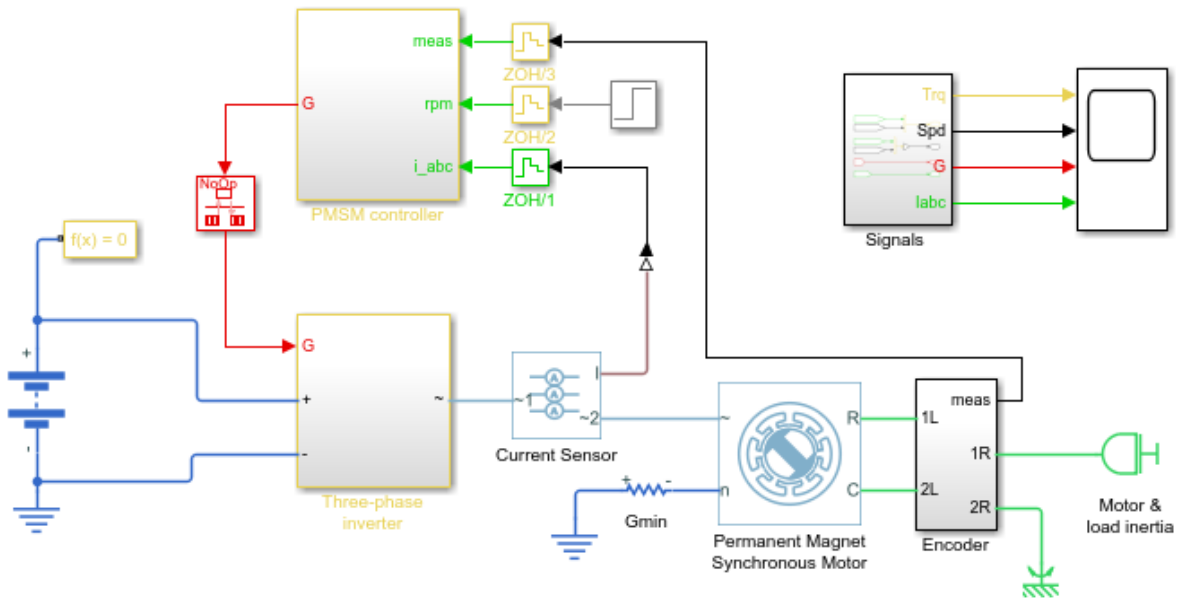 meas
ZOH/3
G
rpm
ZOH/2
i_abc
ZOH/1
PMSM controller
NoOp
f(x) = 0
Trq
Spd
G
Iabc
Signals
+
G
+
-
~
Three-phase
inverter
-
A
A
A
I
~1
~2
Current Sensor
+
-
Gmin
~
n
R
C
Permanent Magnet
Synchronous Motor
meas
1L
1R
2L
2R
Encoder
Motor &
load inertia